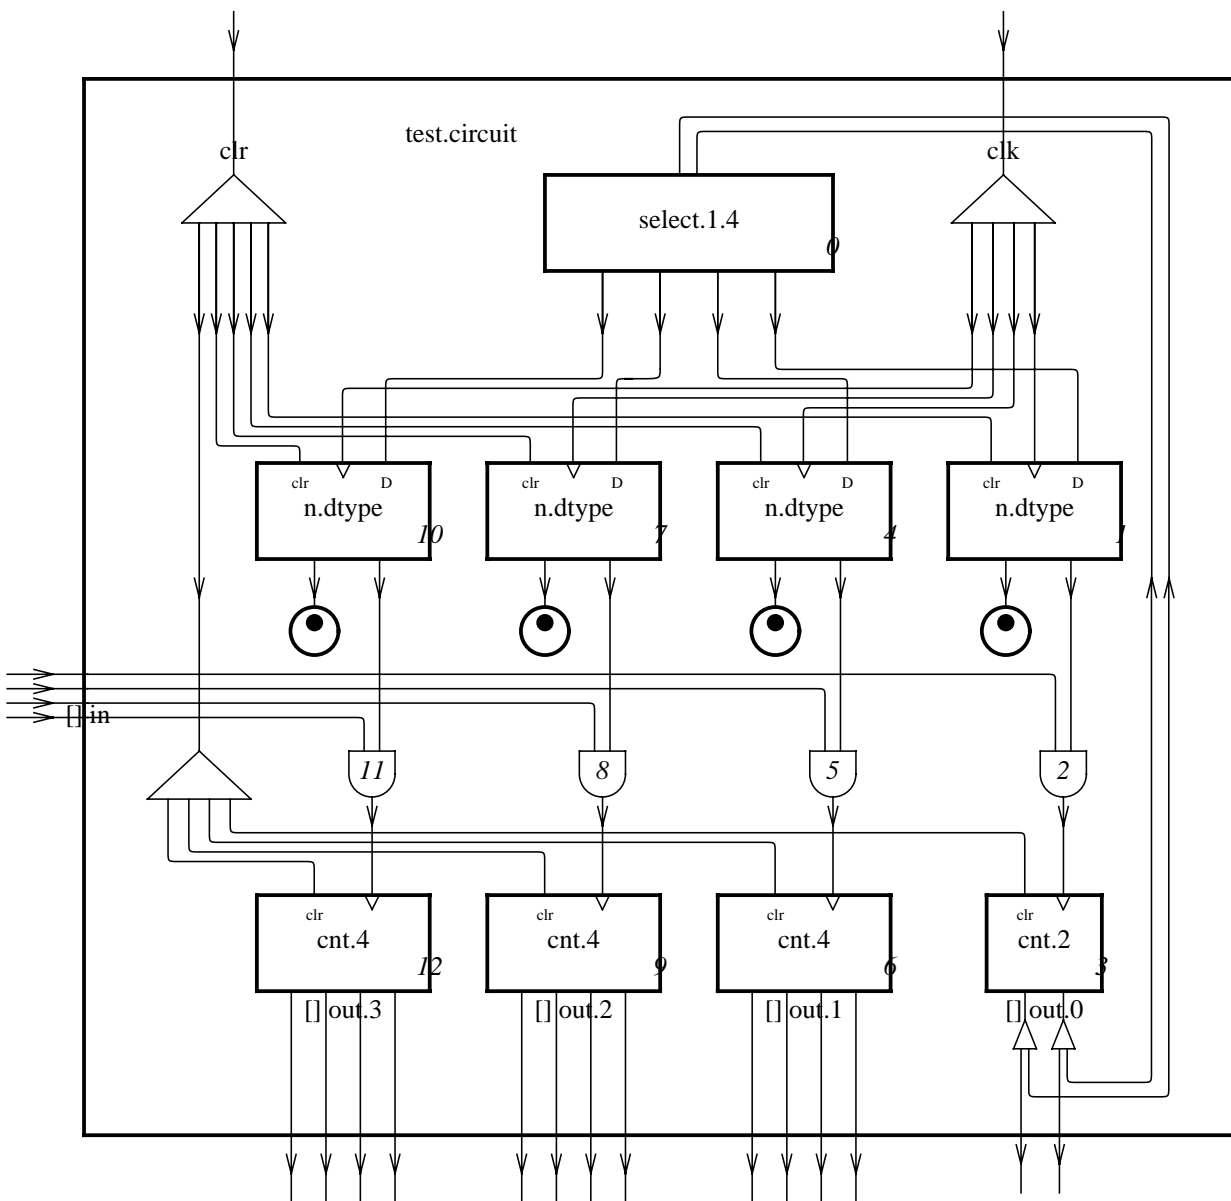 test.circuit
clr
clk
select.1.4
0
clr D
n.dtype
10
clr D
n.dtype
7
clr D
n.dtype
4
clr D
n.dtype
1
[] in
11
8
5
2
clr
cnt.4
12
clr
cnt.4
9
clr
cnt.4
6
clr
cnt.2
3
[] out.3
[] out.2
[] out.1
[] out.0